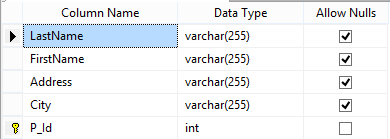 Column Name Data Type Allow Nulls
LastName varchar(255)
FirstName varchar(255)
Address varchar(255)
City varchar(255)
P_Id int